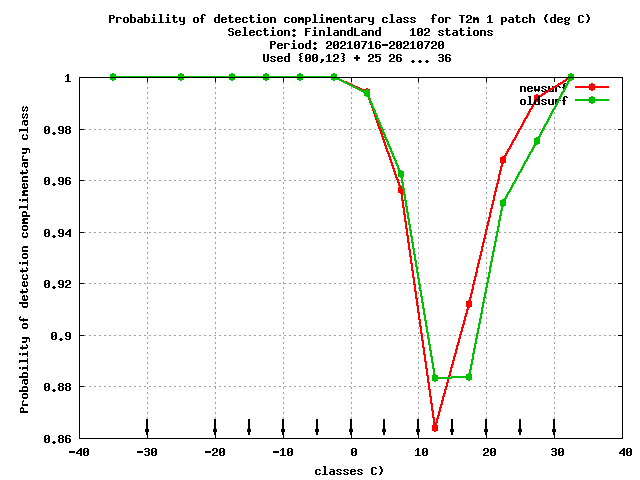 Probability of detection complimentary class  for T2m 1 patch (deg C)
Selection: FinlandLand    102 stations
Period: 20210716-20210720
Used {00,12} + 25 26 ... 36
newsurf
oldsurf
Probability of detection complimentary class
1
0.98
0.96
0.94
0.92
0.9
0.88
0.86
-40 -30 -20 -10 0 10 20 30 40
classes C)